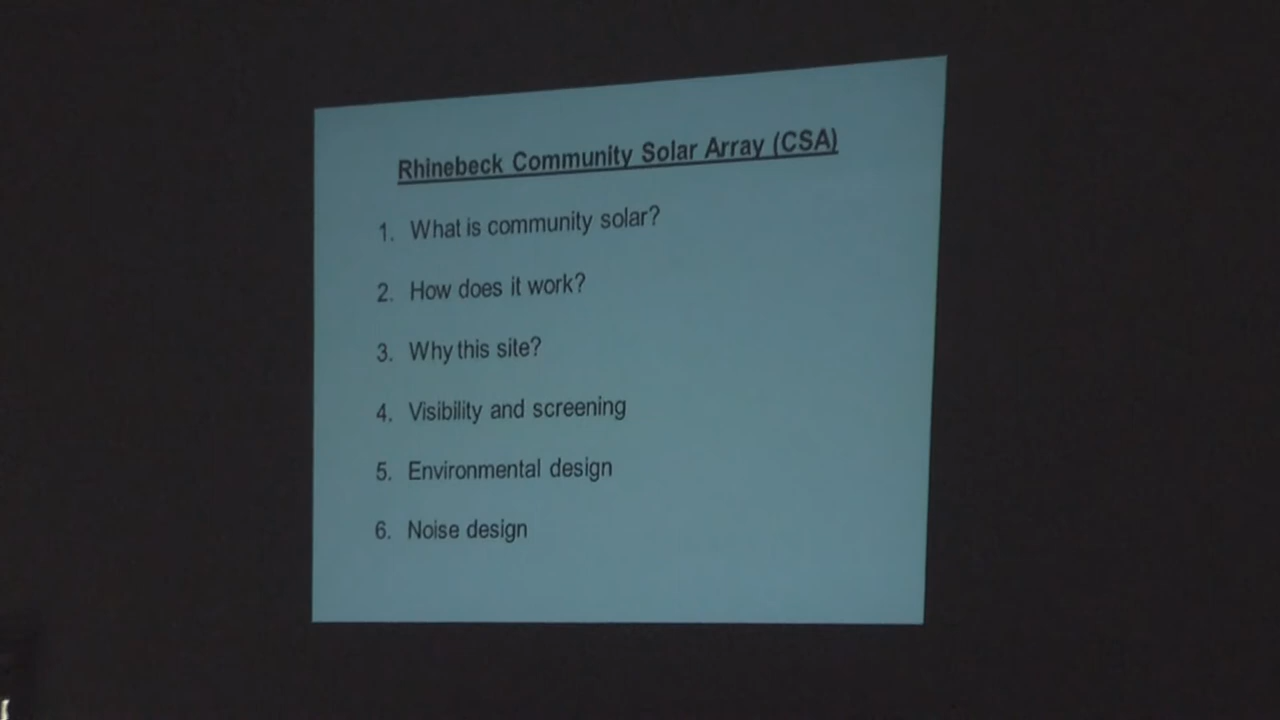 Rhinebeck Community Solar Array (CSA)
1. What is community solar?
2. How does it work?
3. Why this site?
4. Visibility and screening
5. Environmental design
6. Noise design